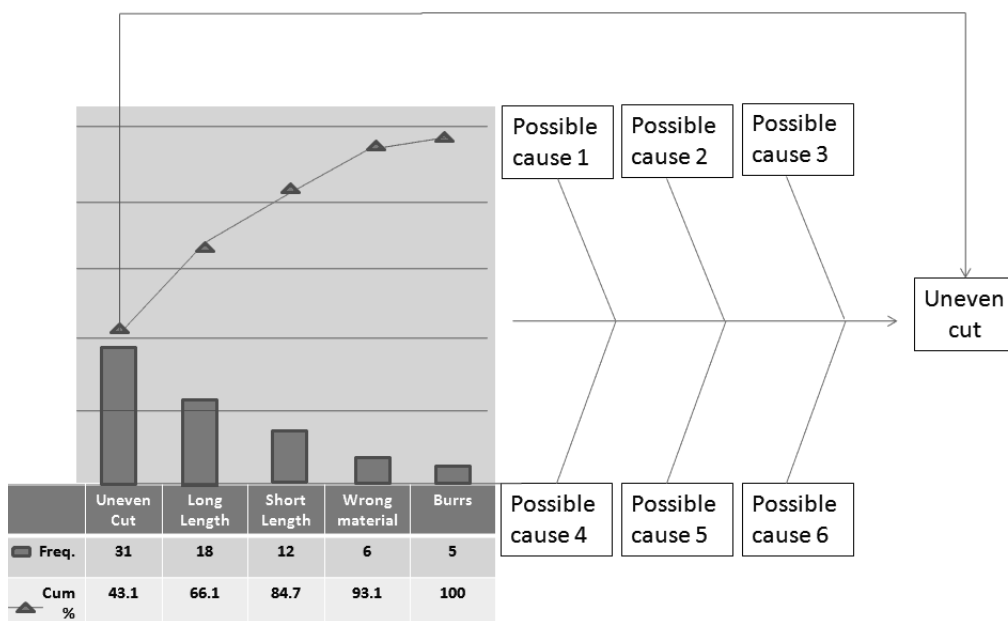 Possible
cause 1
Possible
cause 2
Possible
cause 3
Uneven
cut
Possible
cause 4
Possible
cause 5
Possible
cause 6
Uneven
Cut
Long
Length
Short
Length
Wrong
material
Burrs
Freq. 31 18 12 6 5
Cum
% 43.1 66.1 84.7 93.1 100